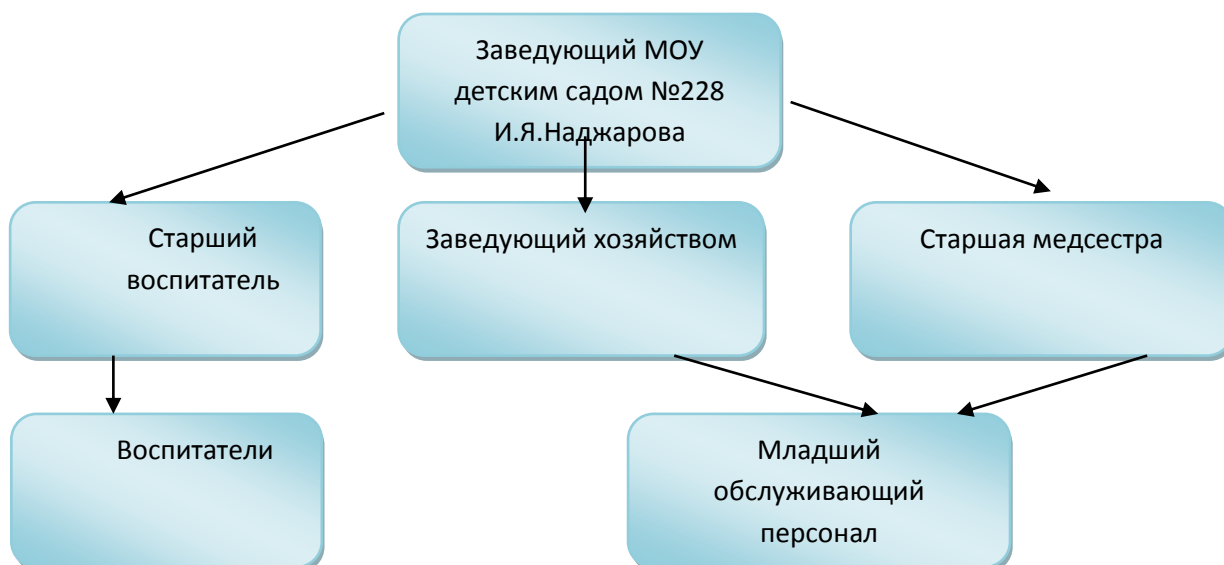 Заведующий МОУ
детским садом №228
И.Я.Наджарова
Старший
воспитатель
Заведующий хозяйством
Старшая медсестра
Воспитатели
Младший
обслуживающий
персонал